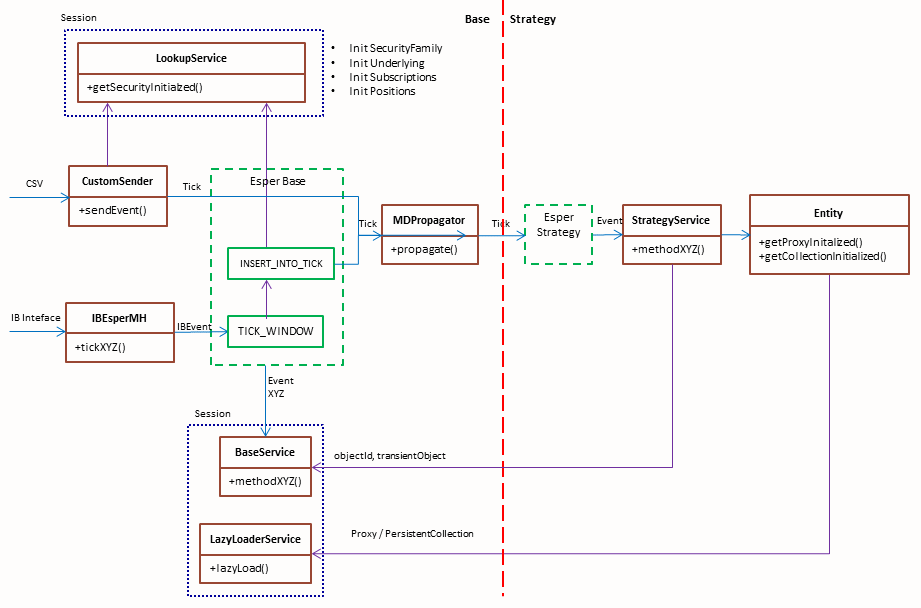 Session
Base
Strategy
LookupService
+getSecurityInitialzed()
• Init SecurityFamily
• Init Underlying
• Init Subscriptions
• Init Positions
CSV
CustomSender
+sendEvent()
Tick
Esper Base
Tick
MDPropagator
+propagate()
Tick
Esper
Strategy
Event
StrategyService
+methodXYZ()
Entity
+getProxyInitalized()
+getCollectionInitialized()
INSERT_INTO_TICK
IB Inteface
IBEsperMH
+tickXYZ()
IBEvent
TICK_WINDOW
Event
XYZ
Session
BaseService
+methodXYZ()
objectId, transientObject
LazyLoaderService
+lazyLoad()
Proxy / PersistentCollection